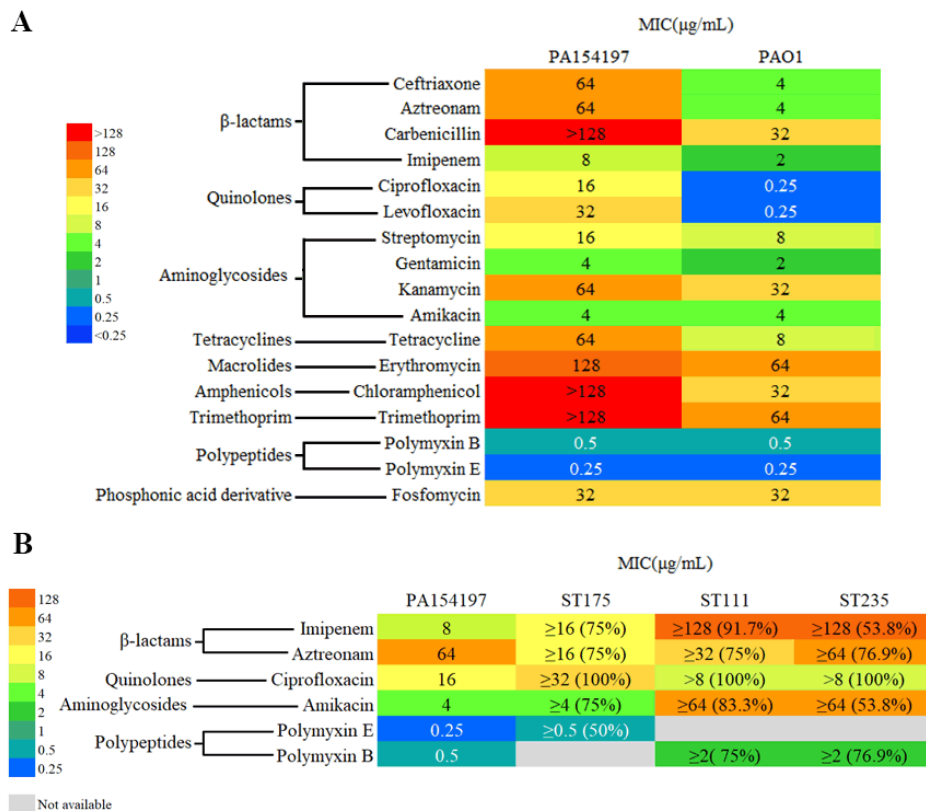 A
MIC(μg/mL)
PA154197 PAO1
β-lactams
Ceftriaxone 64 4
Aztreonam 64 4
Carbenicillin >128 32
Imipenem 8 2
Quinolones
Ciprofloxacin 16 0.25
Levofloxacin 32 0.25
Aminoglycosides
Streptomycin 16 8
Gentamicin 4 2
Kanamycin 64 32
Amikacin 4 4
Tetracyclines Tetracycline 64 8
Macrolides Erythromycin 128 64
Amphenicols Chloramphenicol >128 32
Trimethoprim Trimethoprim >128 64
Polypeptides
Polymyxin B 0.5 0.5
Polymyxin E 0.25 0.25
Phosphonic acid derivative Fosfomycin 32 32
>128
128
64
32
16
8
4
2
1
0.5
0.25
<0.25
B
MIC(μg/mL)
PA154197 ST175 ST111 ST235
β-lactams
Imipenem 8 ≥16 (75%) ≥128 (91.7%) ≥128 (53.8%)
Aztreonam 64 ≥16 (75%) ≥32 (75%) ≥64 (76.9%)
Quinolones Ciprofloxacin 16 ≥32 (100%) >8 (100%) >8 (100%)
Aminoglycosides Amikacin 4 ≥4 (75%) ≥64 (83.3%) ≥64 (53.8%)
Polypeptides
Polymyxin E 0.25 ≥0.5 (50%)
Polymyxin B 0.5 ≥2( 75%) ≥2 (76.9%)
128
64
32
16
8
4
2
1
0.5
0.25
Not available